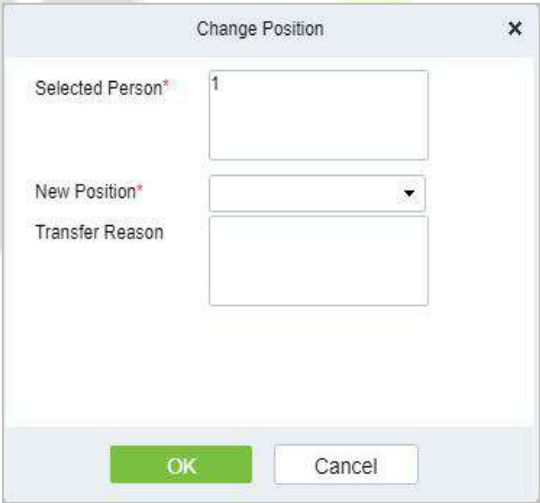 Change Position
Selected Person* 1
New Position*
Transfer Reason
OK Cancel